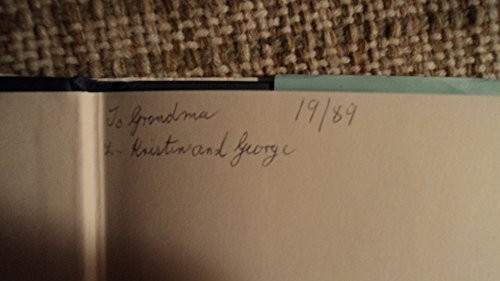 To Grandma 19/89
L- Kristin and George